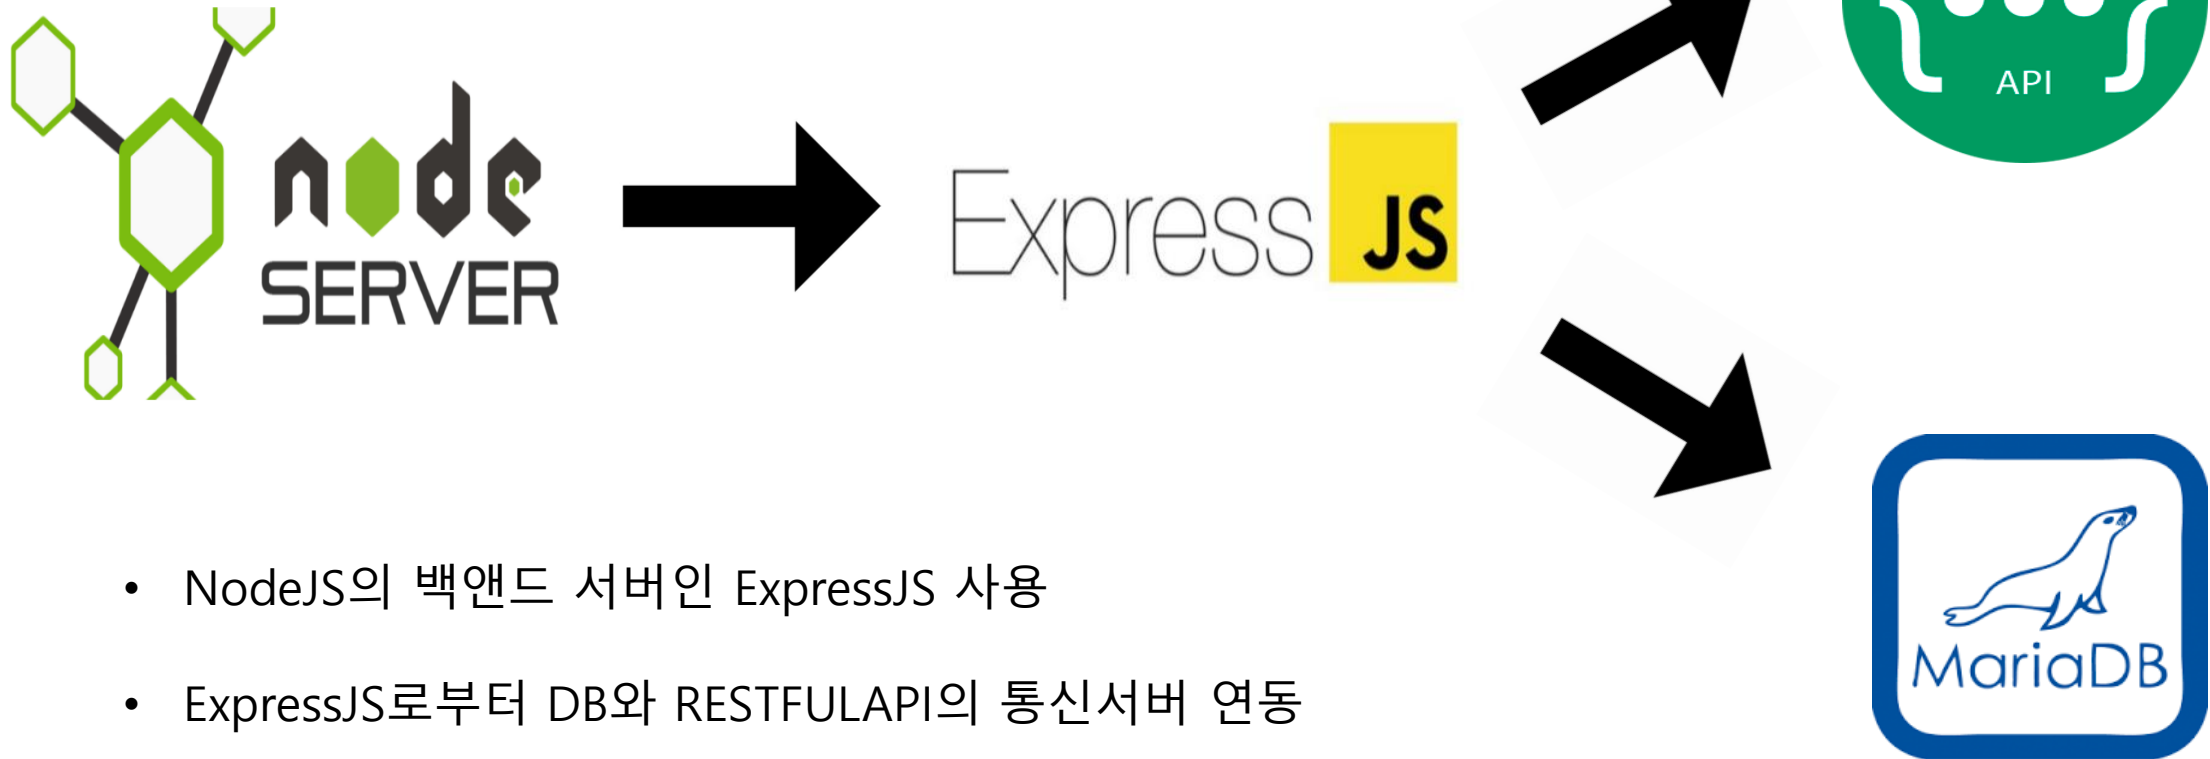 API
node
SERVER
Express JS
MariaDB
• NodeJS의 백앤드 서버인 ExpressJS 사용
• ExpressJS로부터 DB와 RESTFULAPI의 통신서버 연동